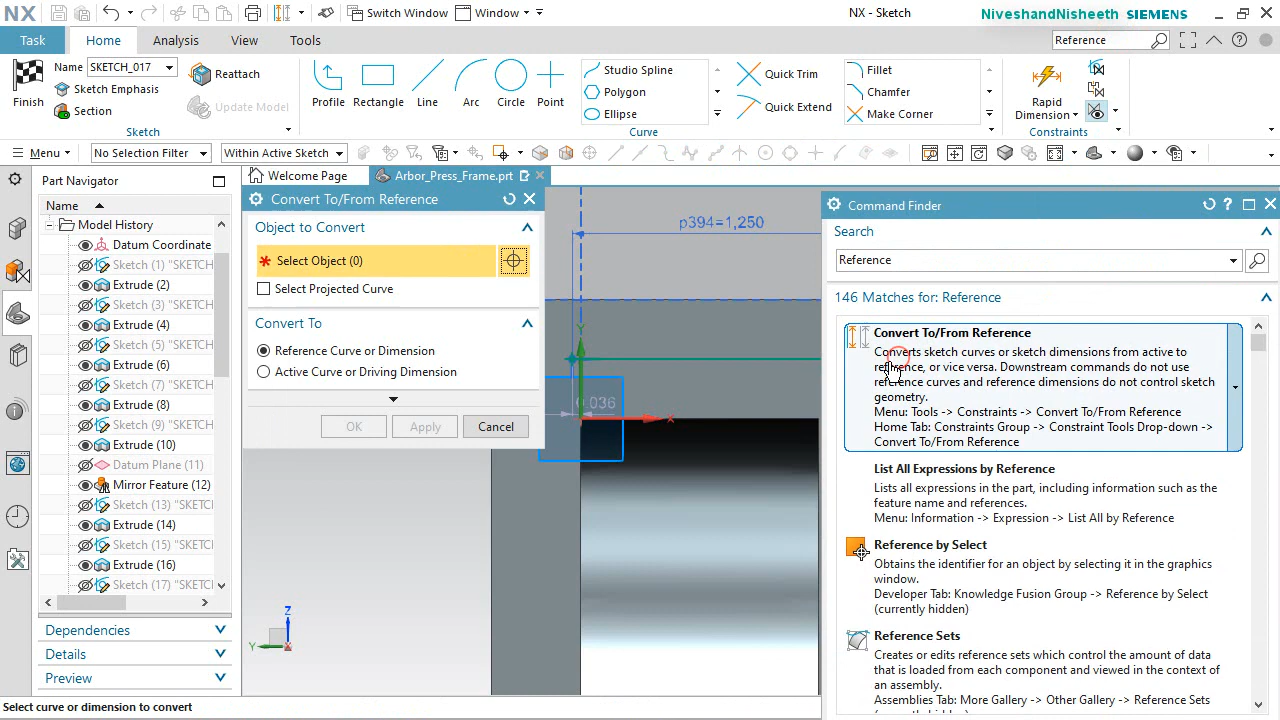 NX
Switch Window
Window
NX - Sketch
NiveshandNisheeth SIEMENS
Task
Home
Analysis
View
Tools
Reference
Finish
Name SKETCH_017
Sketch Emphasis
Section
Reattach
Update Model
Sketch
Profile
Rectangle
Line
Arc
Circle
Point
Studio Spline
Polygon
Ellipse
Curve
Quick Trim
Quick Extend
Fillet
Chamfer
Make Corner
Rapid
Dimension
Constraints
Menu
No Selection Filter
Within Active Sketch
Part Navigator
Name
Model History
Datum Coordinate
Sketch (1) "SKETCH
Extrude (2)
Sketch (3) "SKETCH
Extrude (4)
Sketch (5) "SKETCH
Extrude (6)
Sketch (7) "SKETCH
Extrude (8)
Sketch (9) "SKETCH
Extrude (10)
Datum Plane (11)
Mirror Feature (12)
Sketch (13) "SKETC
Extrude (14)
Sketch (15) "SKETC
Extrude (16)
Sketch (17) "SKETC
Dependencies
Details
Preview
Welcome Page
Arbor_Press_Frame.prt
Convert To/From Reference
Object to Convert
* Select Object (0)
Select Projected Curve
Convert To
Reference Curve or Dimension
Active Curve or Driving Dimension
OK
Apply
Cancel
p394=1,250
Y
0.036
X
Z
Y
X
Command Finder
Search
Reference
146 Matches for: Reference
Convert To/From Reference
Converts sketch curves or sketch dimensions from active to
reference, or vice versa. Downstream commands do not use
reference curves and reference dimensions do not control sketch
geometry.
Menu: Tools -> Constraints -> Convert To/From Reference
Home Tab: Constraints Group -> Constraint Tools Drop-down ->
Convert To/From Reference
List All Expressions by Reference
Lists all expressions in the part, including information such as the
feature name and references.
Menu: Information -> Expression -> List All by Reference
Reference by Select
Obtains the identifier for an object by selecting it in the graphics
window.
Developer Tab: Knowledge Fusion Group -> Reference by Select
(currently hidden)
Reference Sets
Creates or edits reference sets which control the amount of data
that is loaded from each component and viewed in the context of
an assembly.
Assemblies Tab: More Gallery -> Other Gallery -> Reference Sets
Select curve or dimension to convert